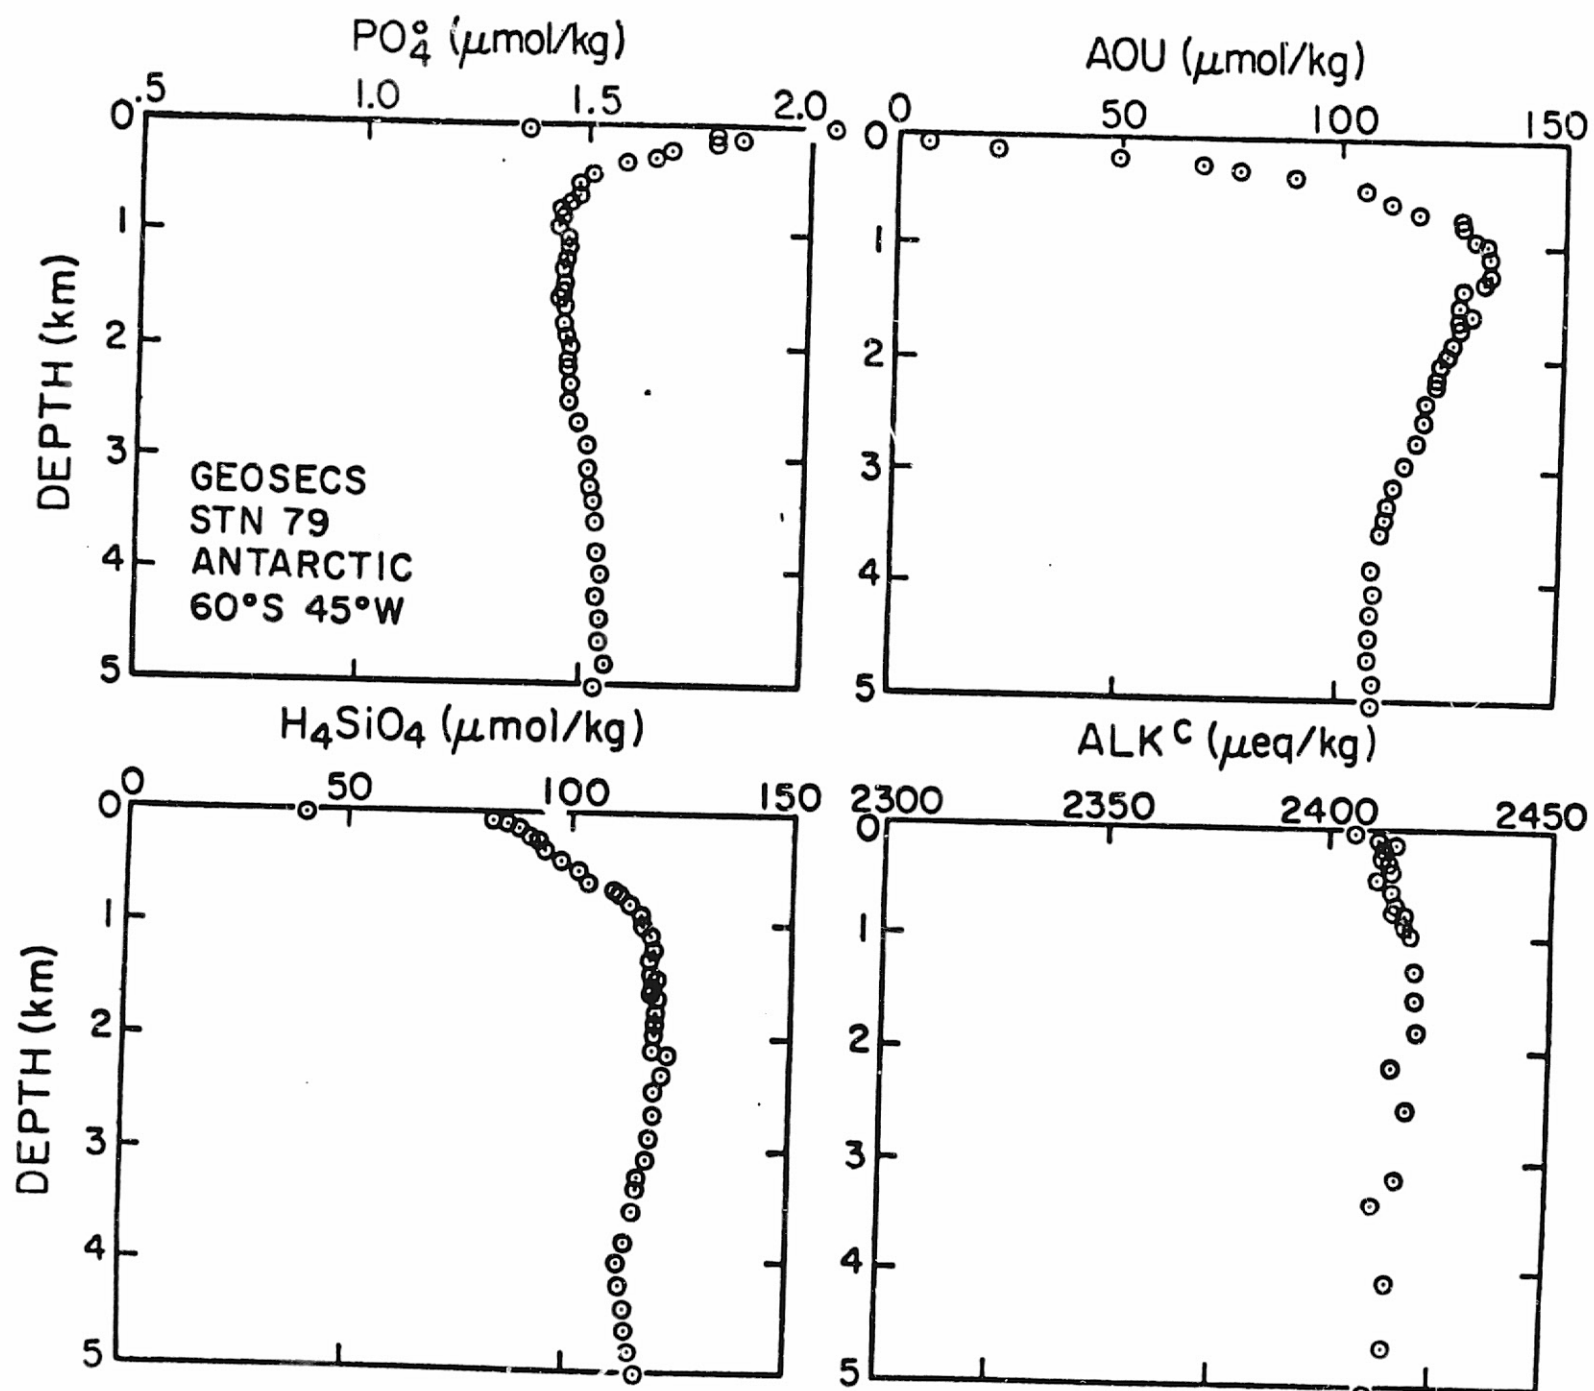 PO₄° (μmol/kg)
.5 1.0 1.5 2.0
0
1
2
3
4
5
DEPTH (km)
GEOSECS
STN 79
ANTARCTIC
60°S 45°W
AOU (μmol/kg)
0 50 100 150
0
1
2
3
4
5
H₄SiO₄ (μmol/kg)
0 50 100 150
0
1
2
3
4
5
DEPTH (km)
ALKᶜ (μeq/kg)
2300 2350 2400 2450
0
1
2
3
4
5